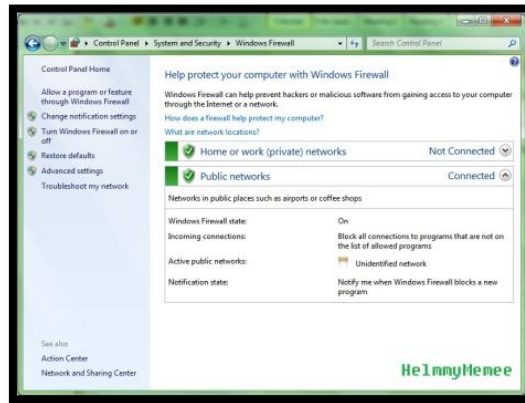 Control Panel ▸ System and Security ▸ Windows Firewall
Search Control Panel
Control Panel Home
Allow a program or feature
through Windows Firewall
Change notification settings
Turn Windows Firewall on or
off
Restore defaults
Advanced settings
Troubleshoot my network
See also
Action Center
Network and Sharing Center
Help protect your computer with Windows Firewall
Windows Firewall can help prevent hackers or malicious software from gaining access to your computer
through the Internet or a network.
How does a firewall help protect my computer?
What are network locations?
Home or work (private) networks Not Connected
Public networks Connected
Networks in public places such as airports or coffee shops
Windows Firewall state: On
Incoming connections: Block all connections to programs that are not on
the list of allowed programs
Active public networks: Unidentified network
Notification state: Notify me when Windows Firewall blocks a new
program
HelmmyMemee